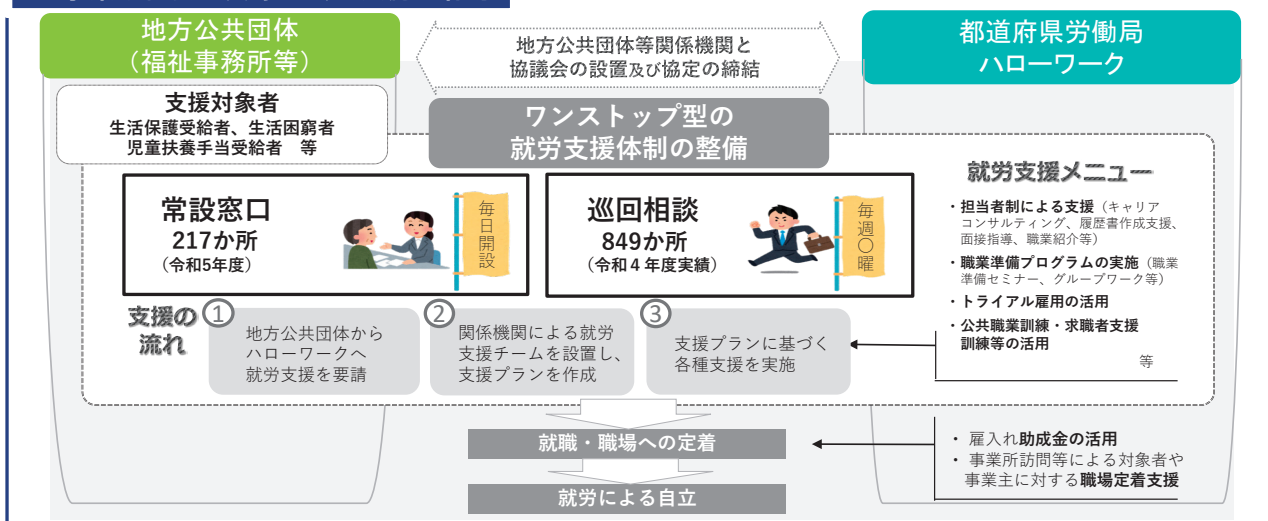 地方公共団体
（福祉事務所等）
地方公共団体等関係機関と
協議会の設置及び協定の締結
都道府県労働局
ハローワーク
支援対象者
生活保護受給者、生活困窮者
児童扶養手当受給者　等
ワンストップ型の
就労支援体制の整備
常設窓口
217か所
（令和5年度）
毎日開設
巡回相談
849か所
（令和４年度実績）
毎週〇曜
就労支援メニュー
・担当者制による支援（キャリア
コンサルティング、履歴書作成支援、
面接指導、職業紹介等）
・職業準備プログラムの実施（職業
準備セミナー、グループワーク等）
・トライアル雇用の活用
・公共職業訓練・求職者支援
訓練等の活用
等
支援の
流れ
①
地方公共団体から
ハローワークへ
就労支援を要請
②
関係機関による就労
支援チームを設置し、
支援プランを作成
③
支援プランに基づく
各種支援を実施
就職・職場への定着
・ 雇入れ助成金の活用
・ 事業所訪問等による対象者や
事業主に対する職場定着支援
就労による自立